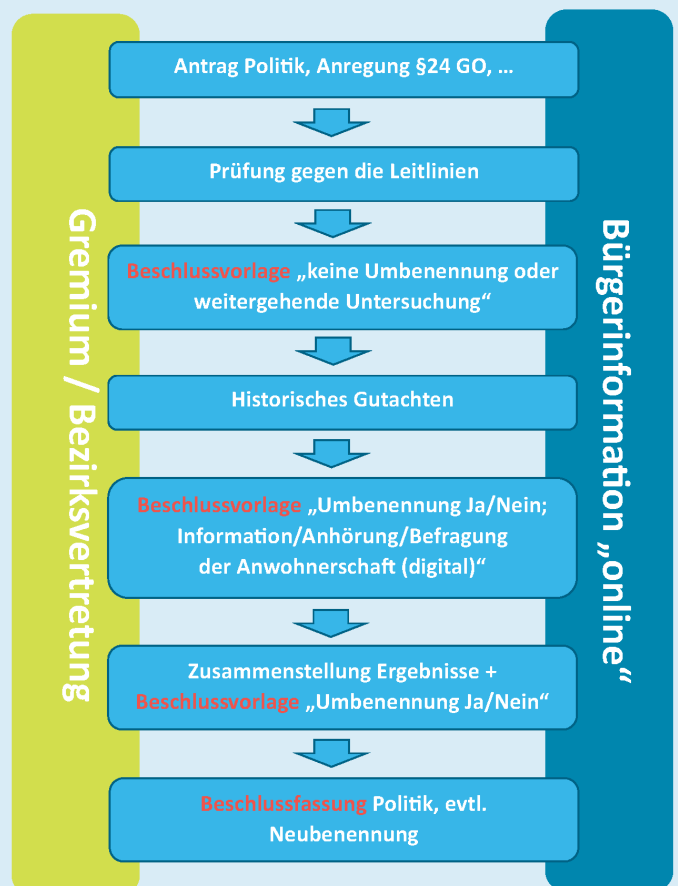 Antrag Politik, Anregung §24 GO, ...
Prüfung gegen die Leitlinien
Beschlussvorlage „keine Umbenennung oder
weitergehende Untersuchung“
Historisches Gutachten
Beschlussvorlage „Umbenennung Ja/Nein;
Information/Anhörung/Befragung
der Anwohnerschaft (digital)“
Zusammenstellung Ergebnisse +
Beschlussvorlage „Umbenennung Ja/Nein“
Beschlussfassung Politik, evtl.
Neubenennung
Gremium / Bezirksvertretung
Bürgerinformation „online“